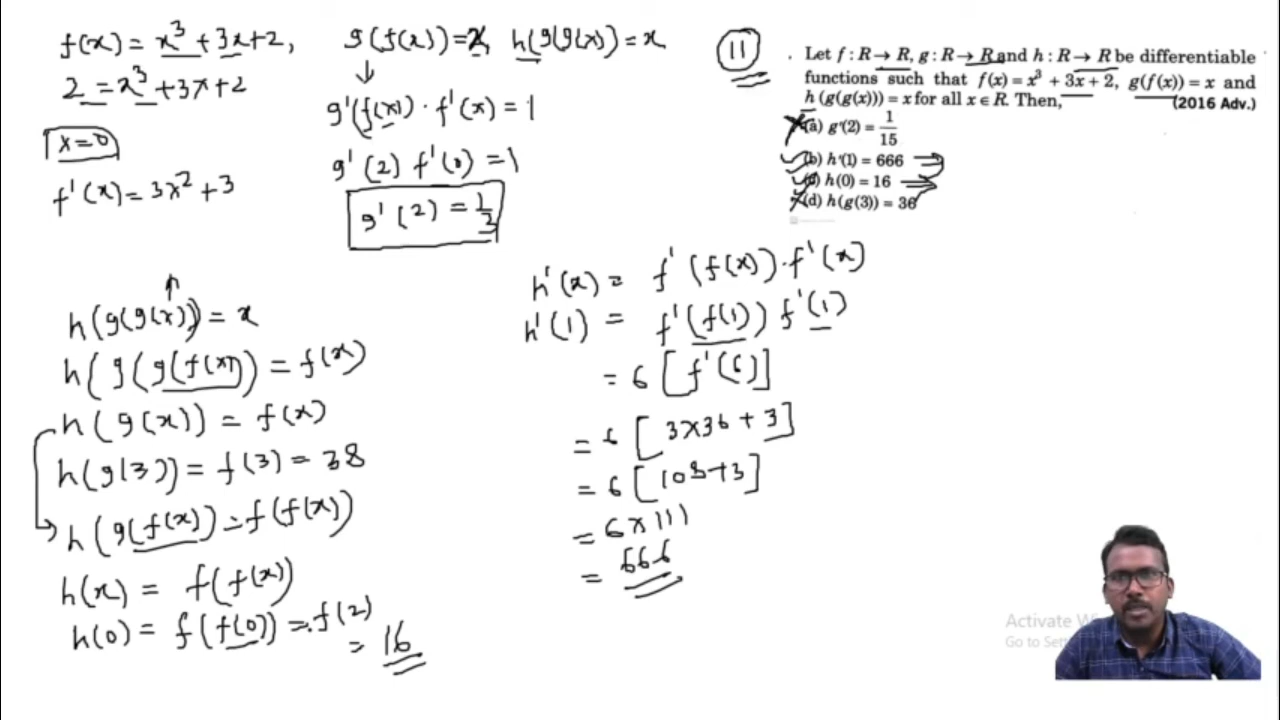 f(x) = x³ + 3x + 2,
2 = x³ + 3x + 2
x = 0
f'(x) = 3x² + 3
g(f(x)) = x, h(g(g(x)) = x
↓
g'(f(x)) · f'(x) = 1
g'(2) f'(0) = 1
g'(2) = 1/3
11
. Let f : R → R, g : R → R and h : R → R be differentiable
functions such that f(x) = x³ + 3x + 2, g(f(x)) = x and
h (g(g(x))) = x for all x ∈ R. Then, (2016 Adv.)
(a) g'(2) = 1/15
(b) h'(1) = 666
(c) h(0) = 16
(d) h(g(3)) = 36
h(g(g(x)) = x
h(g(g(f(x)) = f(x)
h(g(x)) = f(x)
h(g(3)) = f(3) = 38
h(g(f(x)) = f(f(x))
h(x) = f(f(x))
h(0) = f(f(0)) = f(2)
= 16
h'(x) = f'(f(x)) · f'(x)
h'(1) = f'(f(1)) f'(1)
= 6 [f'(6)]
= 6 [3×36 + 3]
= 6 [108+3]
= 6×111
= 666
Activate Wi
Go to Sett